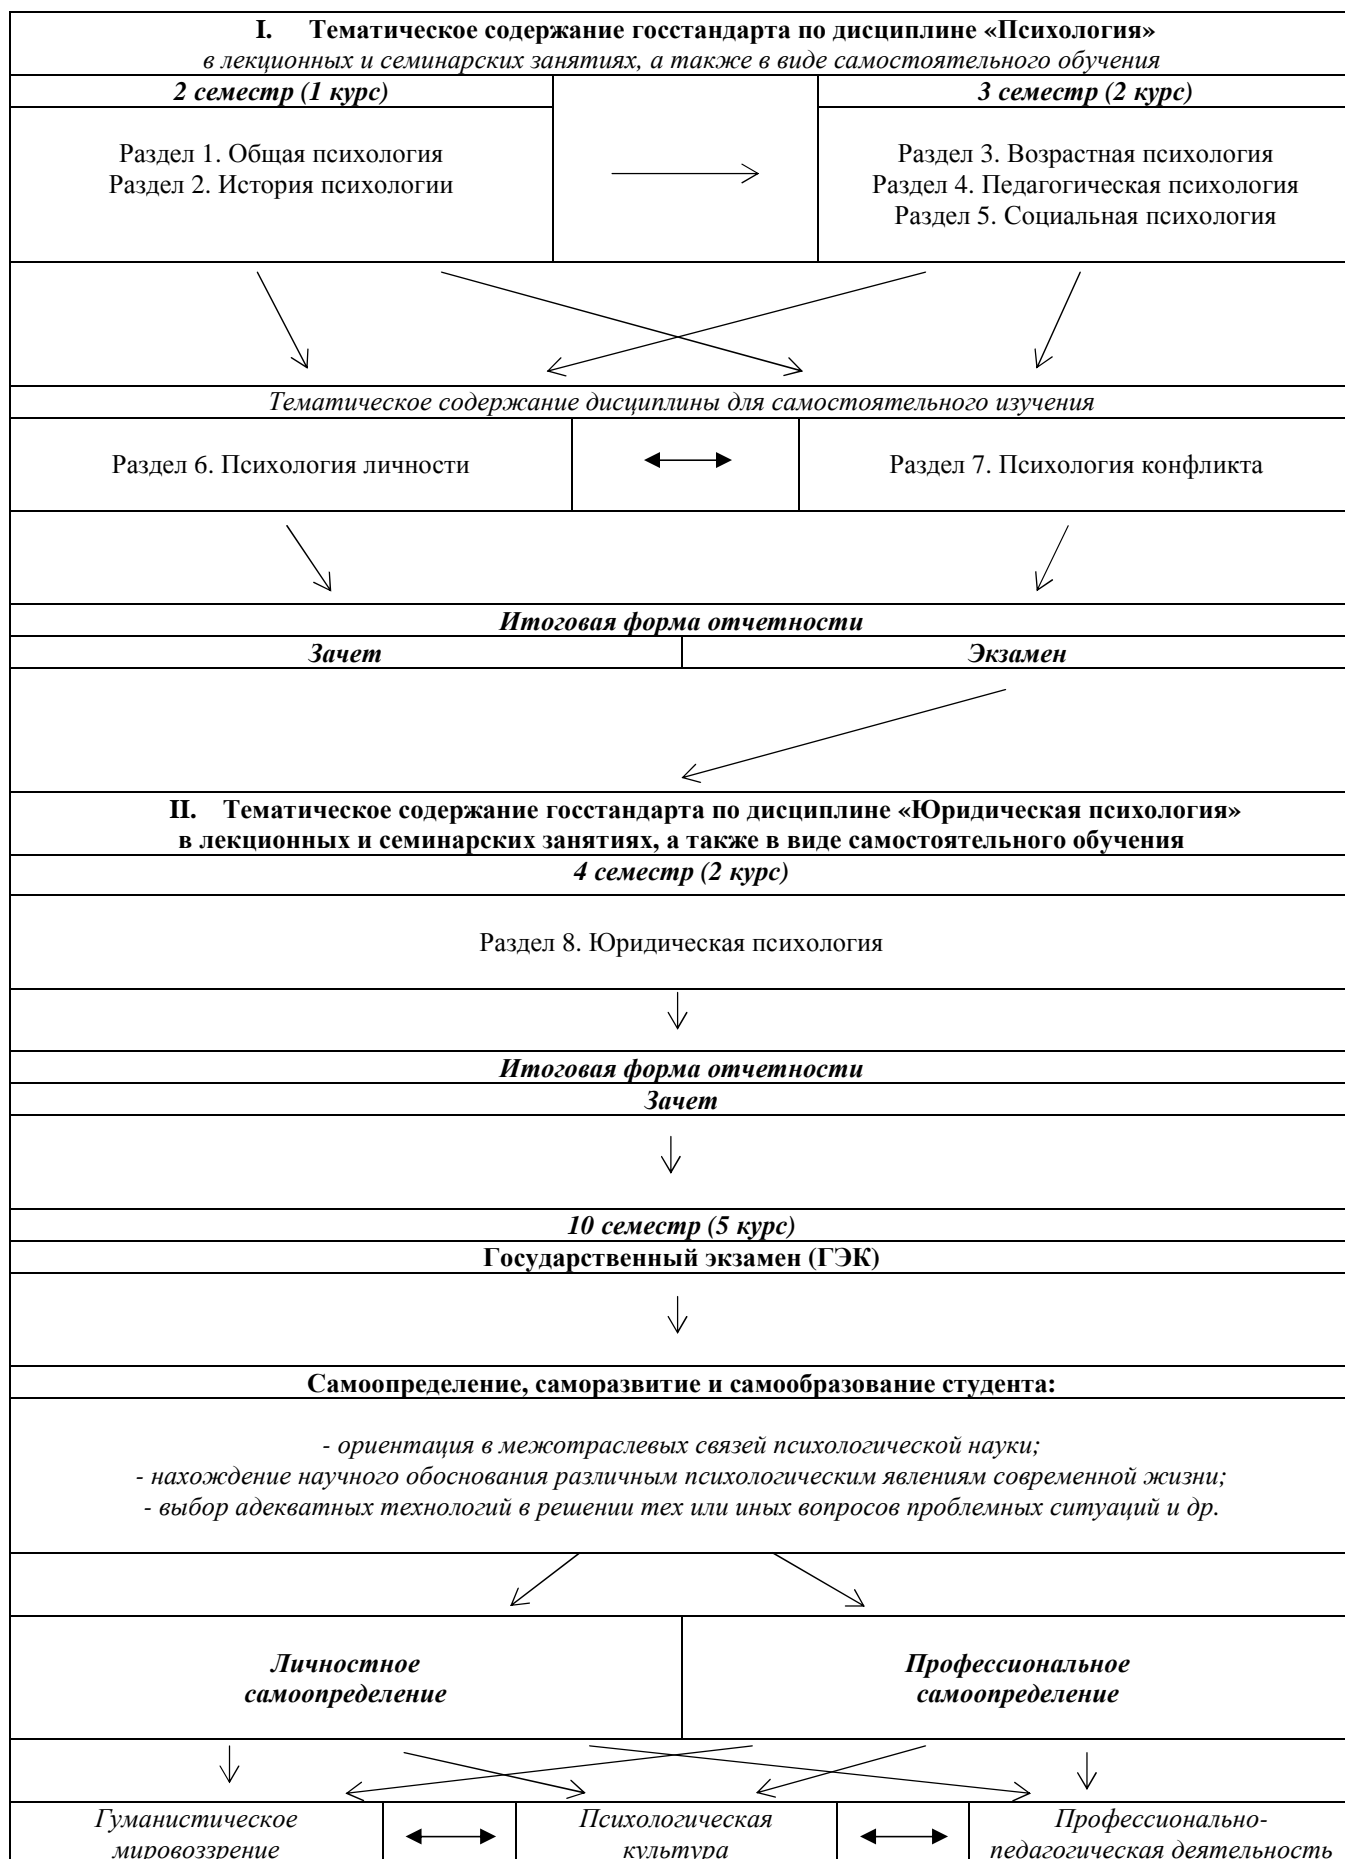 I. Тематическое содержание госстандарта по дисциплине «Психология»
в лекционных и семинарских занятиях, а также в виде самостоятельного обучения
2 семестр (1 курс)
3 семестр (2 курс)
Раздел 1. Общая психология
Раздел 2. История психологии
Раздел 3. Возрастная психология
Раздел 4. Педагогическая психология
Раздел 5. Социальная психология
Тематическое содержание дисциплины для самостоятельного изучения
Раздел 6. Психология личности
Раздел 7. Психология конфликта
Итоговая форма отчетности
Зачет
Экзамен
II. Тематическое содержание госстандарта по дисциплине «Юридическая психология»
в лекционных и семинарских занятиях, а также в виде самостоятельного обучения
4 семестр (2 курс)
Раздел 8. Юридическая психология
Итоговая форма отчетности
Зачет
10 семестр (5 курс)
Государственный экзамен (ГЭК)
Самоопределение, саморазвитие и самообразование студента:
- ориентация в межотраслевых связей психологической науки;
- нахождение научного обоснования различным психологическим явлениям современной жизни;
- выбор адекватных технологий в решении тех или иных вопросов проблемных ситуаций и др.
Личностное
самоопределение
Профессиональное
самоопределение
Гуманистическое
мировоззрение
Психологическая
культура
Профессионально-
педагогическая деятельность